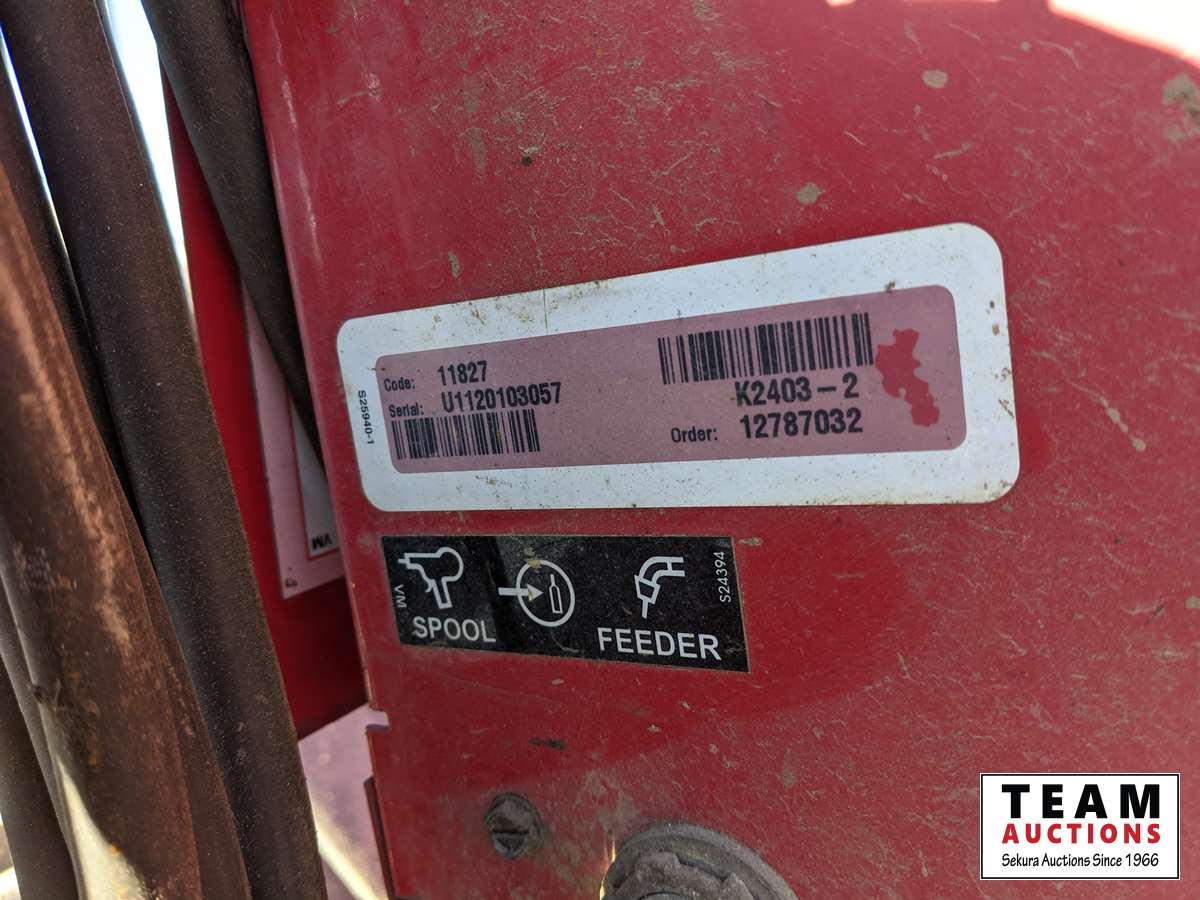 Code: 11827
Serial: U1120103057
K2403-2
Order: 12787032
S25940-1
VM
VM
SPOOL
FEEDER
S24394
TEAM
AUCTIONS
Sekura Auctions Since 1966